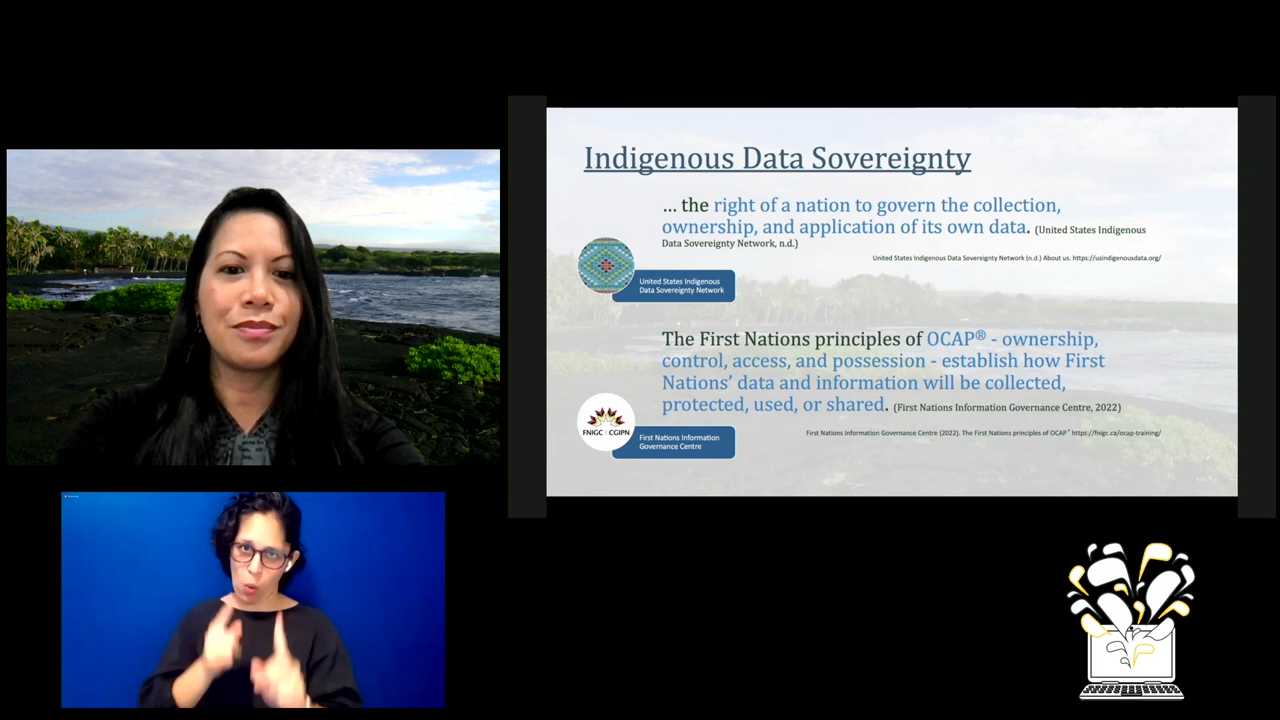 Indigenous Data Sovereignty
... the right of a nation to govern the collection,
ownership, and application of its own data. (United States Indigenous
Data Sovereignty Network, n.d.)
United States Indigenous Data Sovereignty Network (n.d.) About us. https://usindigenousdata.org/
United States Indigenous
Data Sovereignty Network
The First Nations principles of OCAP® - ownership,
control, access, and possession - establish how First
Nations’ data and information will be collected,
protected, used, or shared. (First Nations Information Governance Centre, 2022)
FNIGC | CGIPN
First Nations Information
Governance Centre
First Nations Information Governance Centre (2022). The First Nations principles of OCAP® https://fnigc.ca/ocap-training/